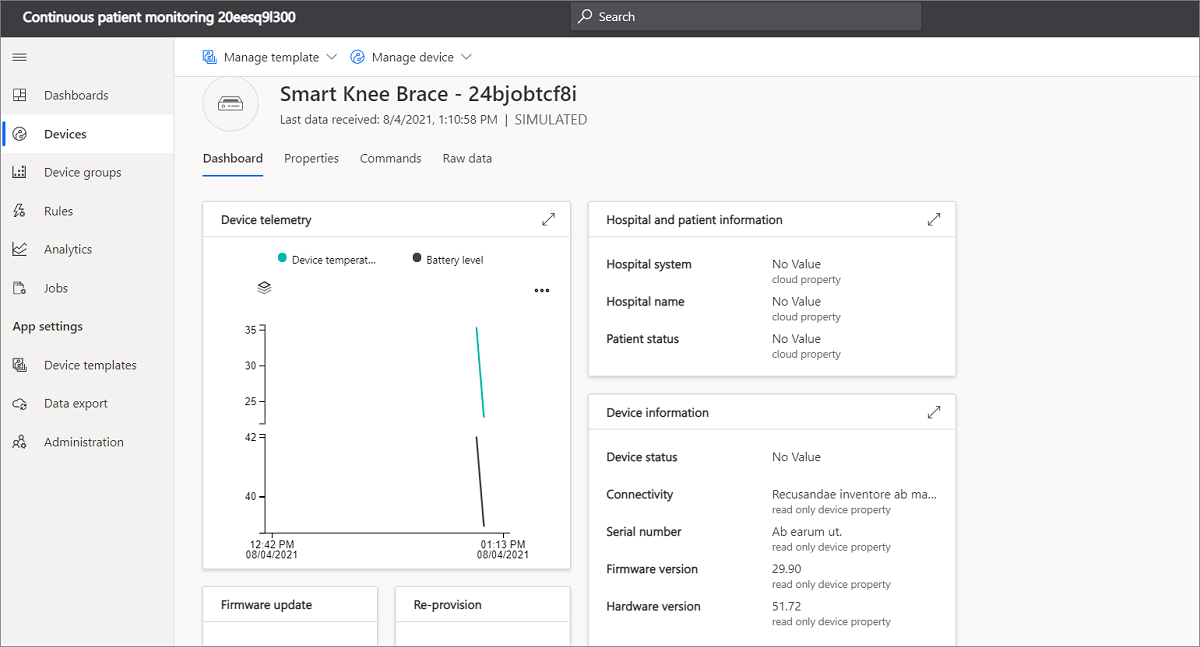 Continuous patient monitoring 20eesq9l300
Search
Manage template
Manage device
Smart Knee Brace - 24bjobtcf8i
Last data received: 8/4/2021, 1:10:58 PM | SIMULATED
Dashboards
Devices
Device groups
Rules
Analytics
Jobs
App settings
Device templates
Data export
Administration
Dashboard
Properties
Commands
Raw data
Device telemetry
Device temperat...
Battery level
35
30
25
42
40
12:42 PM
08/04/2021
01:13 PM
08/04/2021
Firmware update
Re-provision
Hospital and patient information
Hospital system
No Value
cloud property
Hospital name
No Value
cloud property
Patient status
No Value
cloud property
Device information
Device status
No Value
Connectivity
Recusandae inventore ab ma...
read only device property
Serial number
Ab earum ut.
read only device property
Firmware version
29.90
read only device property
Hardware version
51.72
read only device property